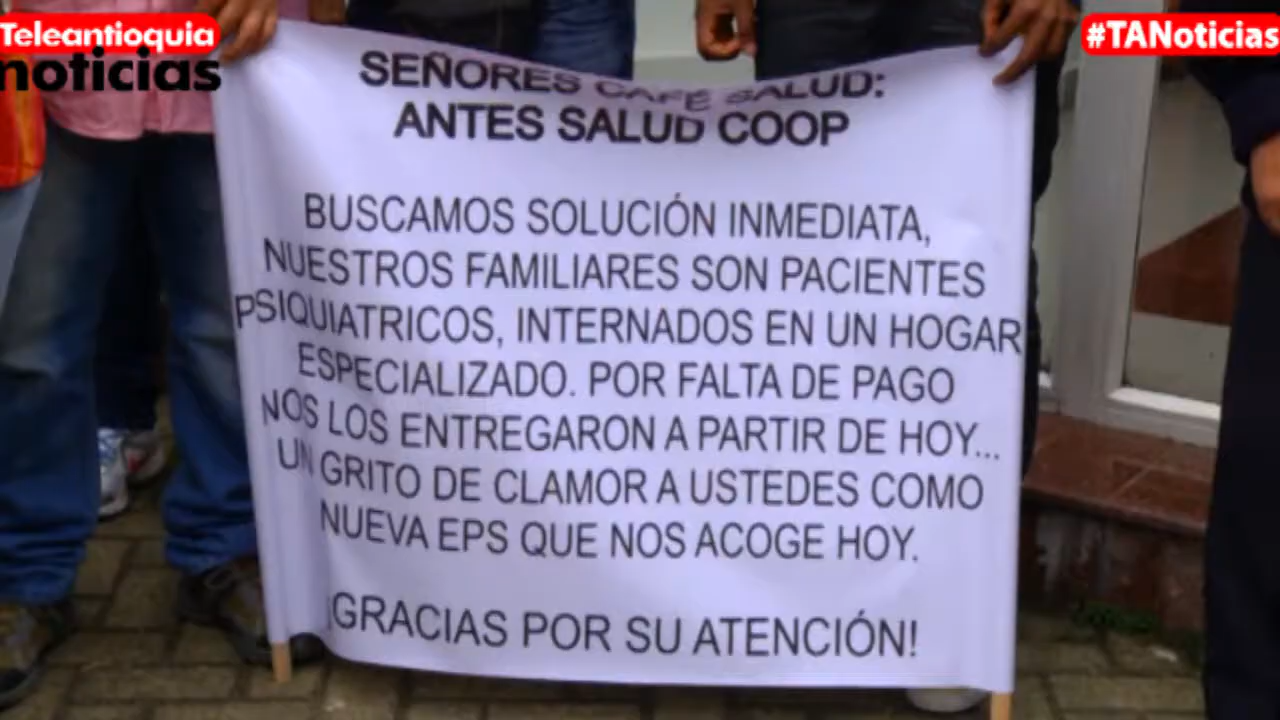 Teleantioquia
noticias
#TANoticias
SEÑORES CAFÉ SALUD:
ANTES SALUD COOP
BUSCAMOS SOLUCIÓN INMEDIATA,
NUESTROS FAMILIARES SON PACIENTES
PSIQUIATRICOS, INTERNADOS EN UN HOGAR
ESPECIALIZADO. POR FALTA DE PAGO
NOS LOS ENTREGARON A PARTIR DE HOY...
UN GRITO DE CLAMOR A USTEDES COMO
NUEVA EPS QUE NOS ACOGE HOY.
¡GRACIAS POR SU ATENCIÓN!